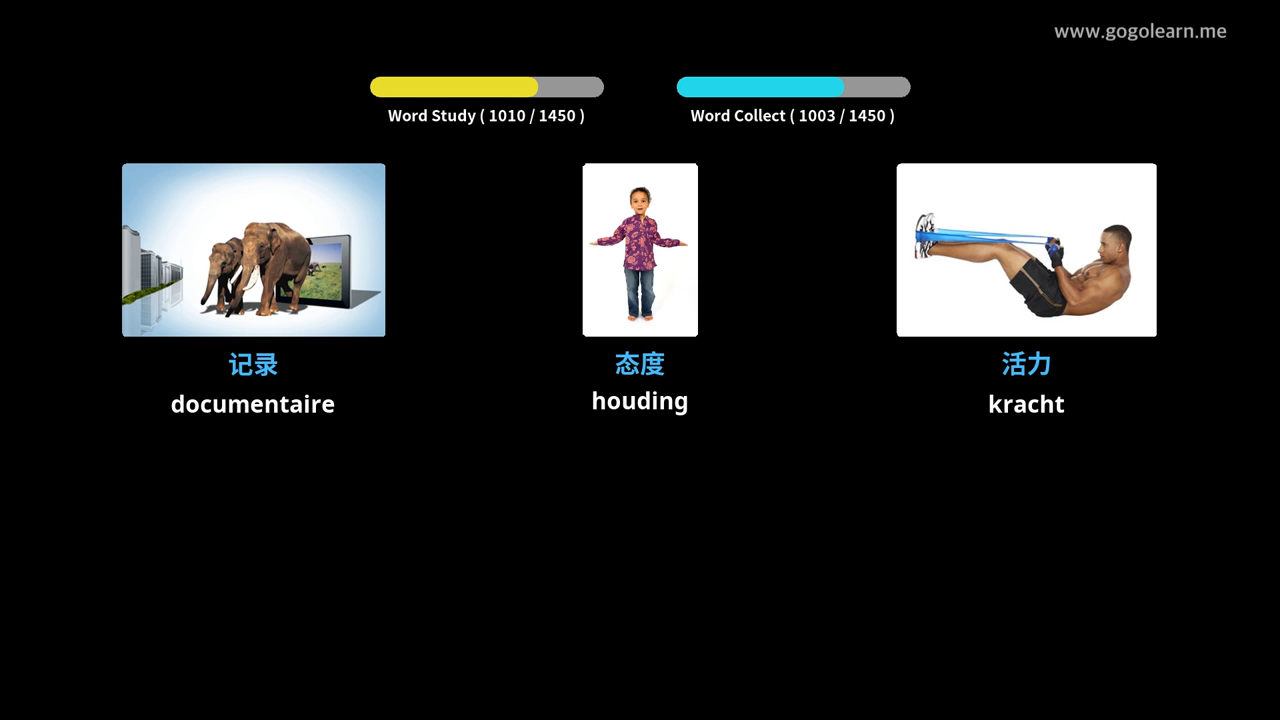 www.gogolearn.me
Word Study ( 1010 / 1450 )
Word Collect ( 1003 / 1450 )
记录
态度
活力
documentaire
houding
kracht